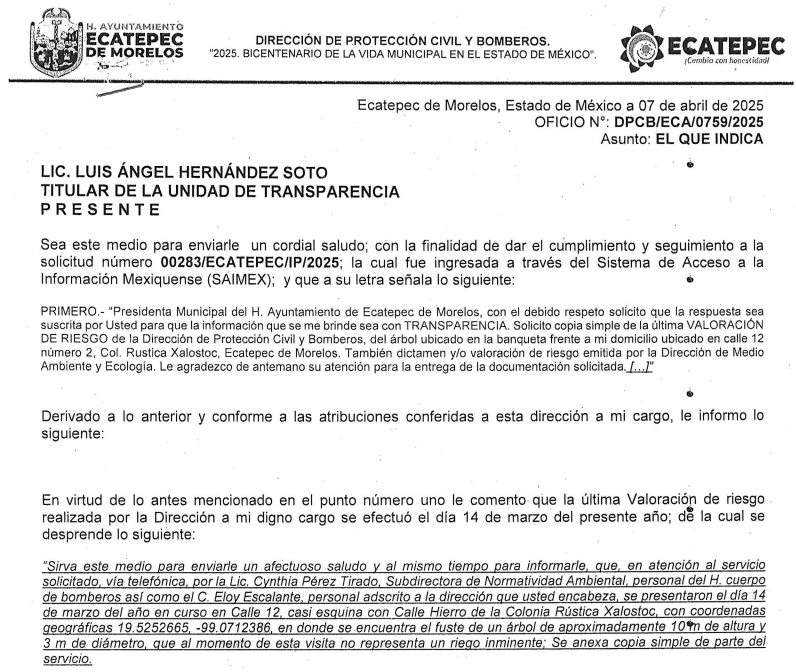 H. AYUNTAMIENTO
ECATEPEC
DE MORELOS
DIRECCIÓN DE PROTECCIÓN CIVIL Y BOMBEROS.
"2025. BICENTENARIO DE LA VIDA MUNICIPAL EN EL ESTADO DE MÉXICO".
ECATEPEC
¡Cambio con honestidad!
Ecatepec de Morelos, Estado de México a 07 de abril de 2025
OFICIO N°: DPCB/ECA/0759/2025
Asunto: EL QUE INDICA
LIC. LUIS ÁNGEL HERNÁNDEZ SOTO
TITULAR DE LA UNIDAD DE TRANSPARENCIA
P R E S E N T E
Sea este medio para enviarle un cordial saludo; con la finalidad de dar el cumplimiento y seguimiento a la
solicitud número 00283/ECATEPEC/IP/2025; la cual fue ingresada a través del Sistema de Acceso a la
Información Mexiquense (SAIMEX); y que a su letra señala lo siguiente:
PRIMERO.- "Presidenta Municipal del H. Ayuntamiento de Ecatepec de Morelos, con el debido respeto solícito que la respuesta sea
suscrita por Usted para que la información que se me brinde sea con TRANSPARENCIA. Solicito copia simple de la última VALORACIÓN
DE RIESGO de la Dirección de Protección Civil y Bomberos, del árbol ubicado en la banqueta frente a mi domicilio ubicado en calle 12
número 2, Col. Rustica Xalostoc, Ecatepec de Morelos. También dictamen y/o valoración de riesgo emitida por la Dirección de Medio
Ambiente y Ecología. Le agradezco de antemano su atención para la entrega de la documentación solicitada. [...]"
Derivado a lo anterior y conforme a las atribuciones conferidas a esta dirección a mi cargo, le informo lo
siguiente:
En virtud de lo antes mencionado en el punto número uno le comento que la última Valoración de riesgo
realizada por la Dirección a mi digno cargo se efectuó el día 14 de marzo del presente año; de la cual se
desprende lo siguiente:
"Sirva este medio para enviarle un afectuoso saludo y al mismo tiempo para informarle, que, en atención al servicio
solicitado, vía telefónica, por la Lic. Cynthia Pérez Tirado, Subdirectora de Normatividad Ambiental, personal del H. cuerpo
de bomberos así como el C. Eloy Escalante, personal adscrito a la dirección que usted encabeza, se presentaron el día 14
de marzo del año en curso en Calle 12, casi esquina con Calle Hierro de la Colonia Rústica Xalostoc, con coordenadas
geográficas 19.5252665, -99.0712386, en donde se encuentra el fuste de un árbol de aproximadamente 10 m de altura y
3 m de diámetro, que al momento de esta visita no representa un riego inminente; Se anexa copia simple de parte del
servicio.